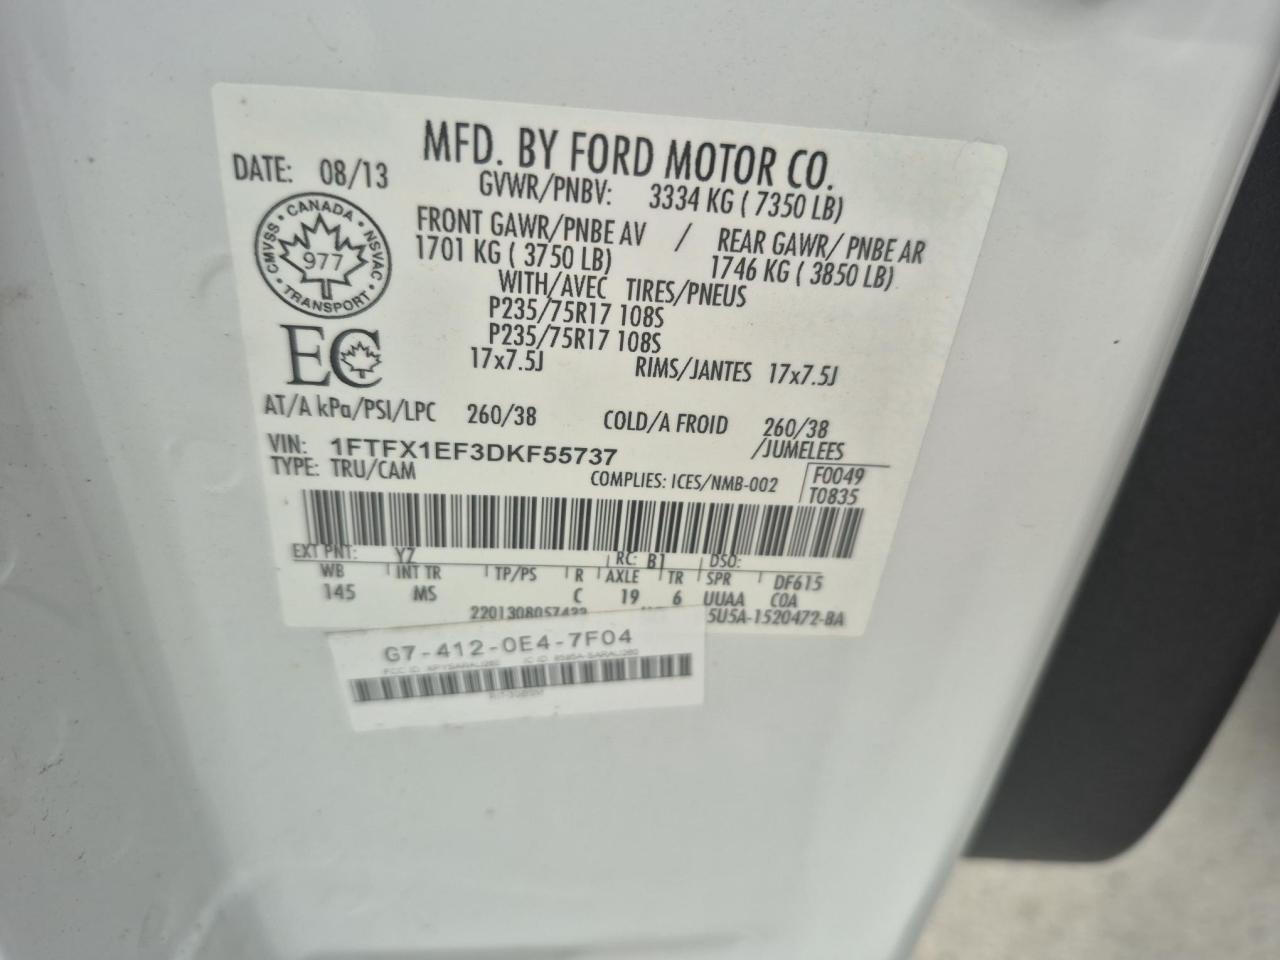 MFD. BY FORD MOTOR CO.
DATE: 08/13
GVWR/PNBV: 3334 KG ( 7350 LB)
FRONT GAWR/PNBE AV / REAR GAWR/ PNBE AR
1701 KG ( 3750 LB) 1746 KG ( 3850 LB)
WITH/AVEC TIRES/PNEUS
P235/75R17 108S
P235/75R17 108S
17x7.5J RIMS/JANTES 17x7.5J
CANADA
CMVSS
NSVAC
977
TRANSPORT
EC
AT/A kPa/PSI/LPC 260/38 COLD/A FROID 260/38
/JUMELEES
VIN: 1FTFX1EF3DKF55737
TYPE: TRU/CAM
COMPLIES: ICES/NMB-002
F0049
T0835
EXT PNT: YZ RC: B1 DSO:
WB INT TR TP/PS R AXLE TR SPR DF615
145 MS C 19 6 UUAA COA
5U5A-1520472-BA
G7-412-0E4-7F04